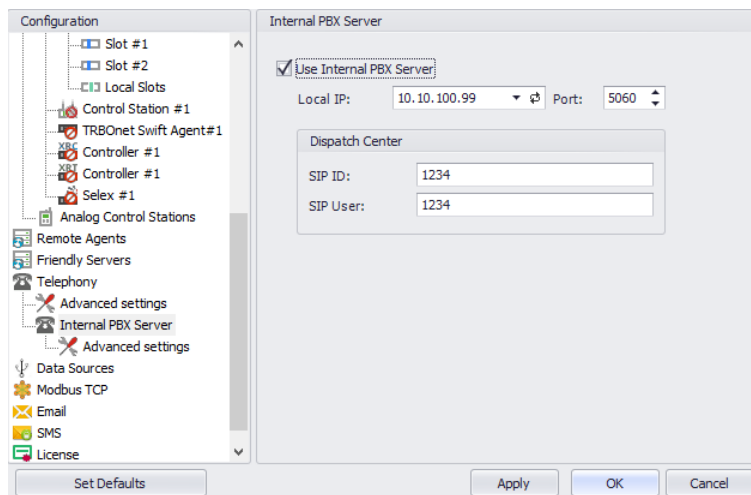 Configuration
Slot #1
Slot #2
Local Slots
Control Station #1
TRBOnet Swift Agent#1
XRC Controller #1
XRT Controller #1
Selex #1
Analog Control Stations
Remote Agents
Friendly Servers
Telephony
Advanced settings
Internal PBX Server
Advanced settings
Data Sources
Modbus TCP
Email
SMS
License
Set Defaults
Internal PBX Server
Use Internal PBX Server
Local IP: 10.10.100.99 Port: 5060
Dispatch Center
SIP ID: 1234
SIP User: 1234
Apply OK Cancel